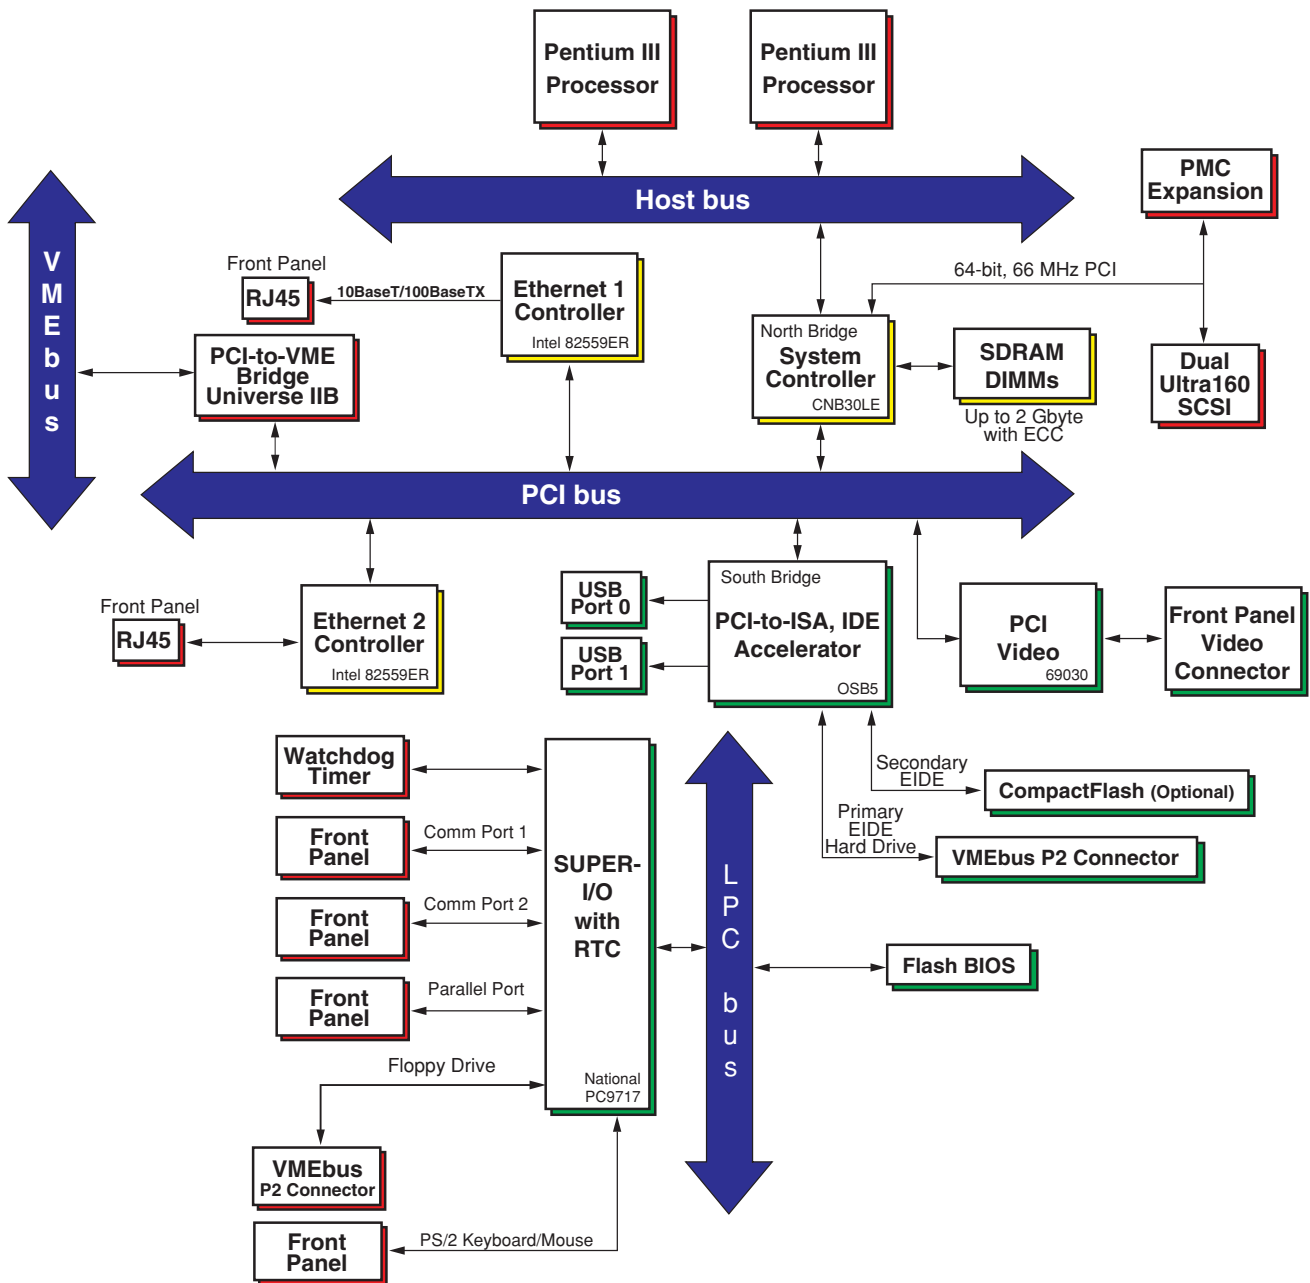 Pentium III
Processor
Pentium III
Processor
Host bus
PMC
Expansion
64-bit, 66 MHz PCI
VMEbus
Front Panel
RJ45
10BaseT/100BaseTX
Ethernet 1
Controller
Intel 82559ER
North Bridge
System
Controller
CNB30LE
SDRAM
DIMMs
Up to 2 Gbyte
with ECC
Dual
Ultra160
SCSI
PCI-to-VME
Bridge
Universe IIB
PCI bus
Front Panel
RJ45
Ethernet 2
Controller
Intel 82559ER
USB
Port 0
USB
Port 1
South Bridge
PCI-to-ISA, IDE
Accelerator
OSB5
PCI
Video
69030
Front Panel
Video
Connector
Secondary
EIDE
CompactFlash (Optional)
Primary
EIDE
Hard Drive
VMEbus P2 Connector
Watchdog
Timer
Front
Panel
Comm Port 1
Front
Panel
Comm Port 2
Front
Panel
Parallel Port
SUPER-
I/O
with
RTC
National
PC9717
LPC bus
Flash BIOS
Floppy Drive
VMEbus
P2 Connector
Front
Panel
PS/2 Keyboard/Mouse